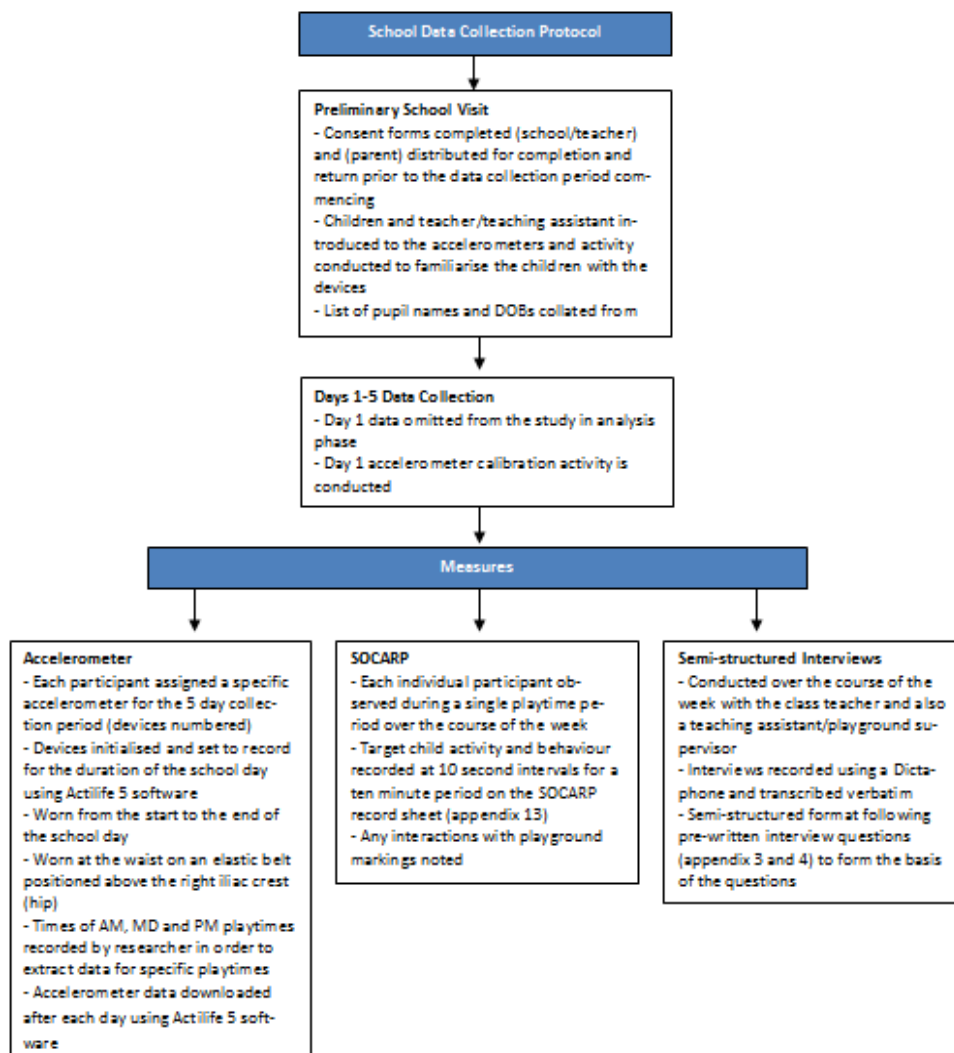 School Data Collection Protocol
Preliminary School Visit
- Consent forms completed (school/teacher)
and (parent) distributed for completion and
return prior to the data collection period com-
mencing
- Children and teacher/teaching assistant in-
troduced to the accelerometers and activity
conducted to familiarise the children with the
devices
- List of pupil names and DOBs collated from
Days 1-5 Data Collection
- Day 1 data omitted from the study in analysis
phase
- Day 1 accelerometer calibration activity is
conducted
Measures
Accelerometer
- Each participant assigned a specific
accelerometer for the 5 day collec-
tion period (devices numbered)
- Devices initialised and set to record
for the duration of the school day
using Actilife 5 software
- Worn from the start to the end of
the school day
- Worn at the waist on an elastic belt
positioned above the right iliac crest
(hip)
- Times of AM, MD and PM playtimes
recorded by researcher in order to
extract data for specific playtimes
- Accelerometer data downloaded
after each day using Actilife 5 soft-
ware
SOCARP
- Each individual participant ob-
served during a single playtime pe-
riod over the course of the week
- Target child activity and behaviour
recorded at 10 second intervals for a
ten minute period on the SOCARP
record sheet (appendix 13)
- Any interactions with playground
markings noted
Semi-structured Interviews
- Conducted over the course of the
week with the class teacher and also
a teaching assistant/playground su-
pervisor
- Interviews recorded using a Dicta-
phone and transcribed verbatim
- Semi-structured format following
pre-written interview questions
(appendix 3 and 4) to form the basis
of the questions